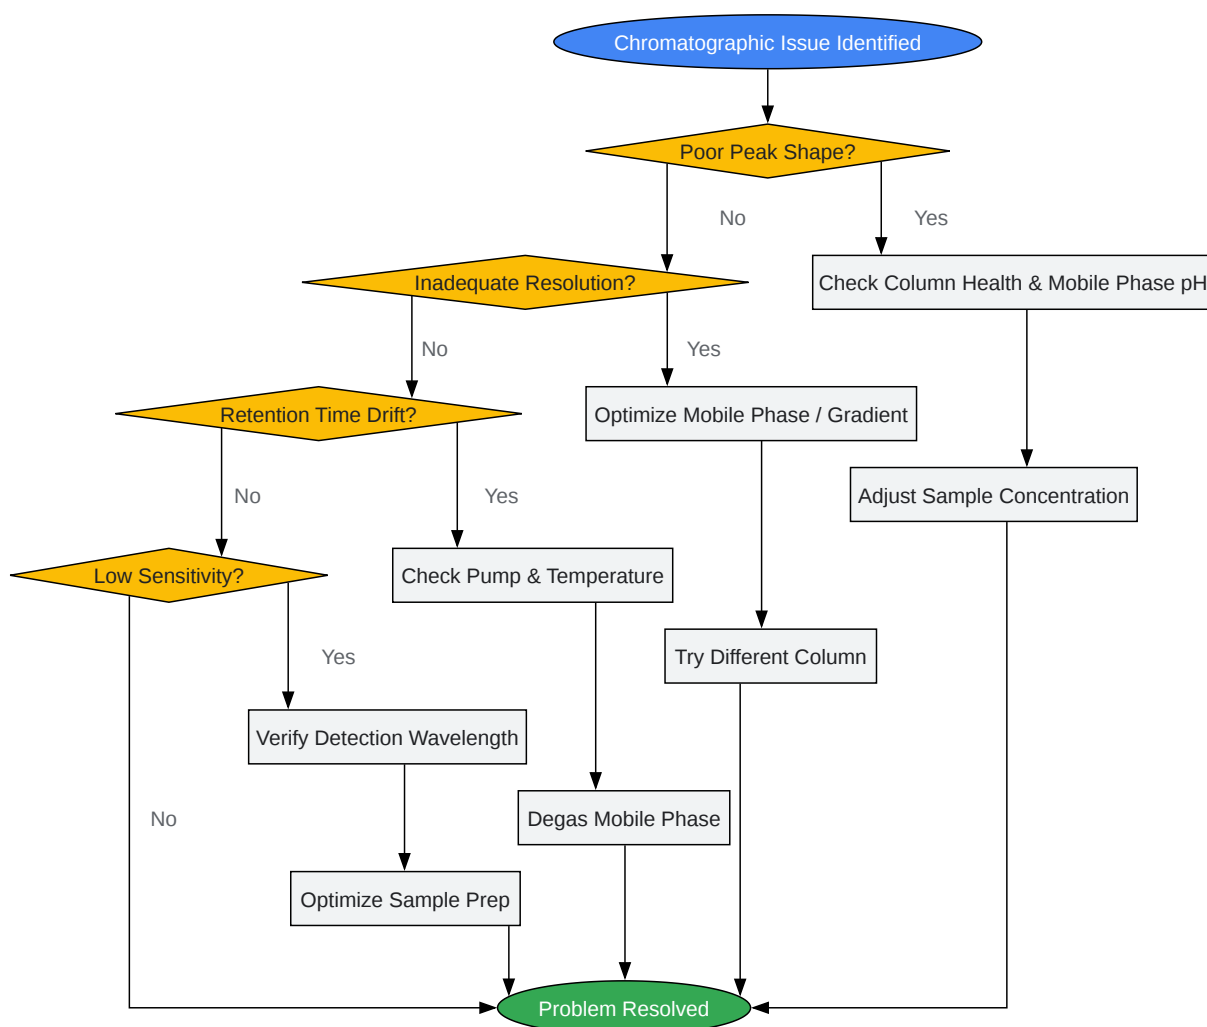 Chromatographic Issue Identified
Poor Peak Shape?
No
Yes
Inadequate Resolution?
Check Column Health & Mobile Phase pH
No
Yes
Retention Time Drift?
Optimize Mobile Phase / Gradient
No
Yes
Adjust Sample Concentration
Low Sensitivity?
Check Pump & Temperature
Yes
Try Different Column
Verify Detection Wavelength
No
Degas Mobile Phase
Optimize Sample Prep
Problem Resolved